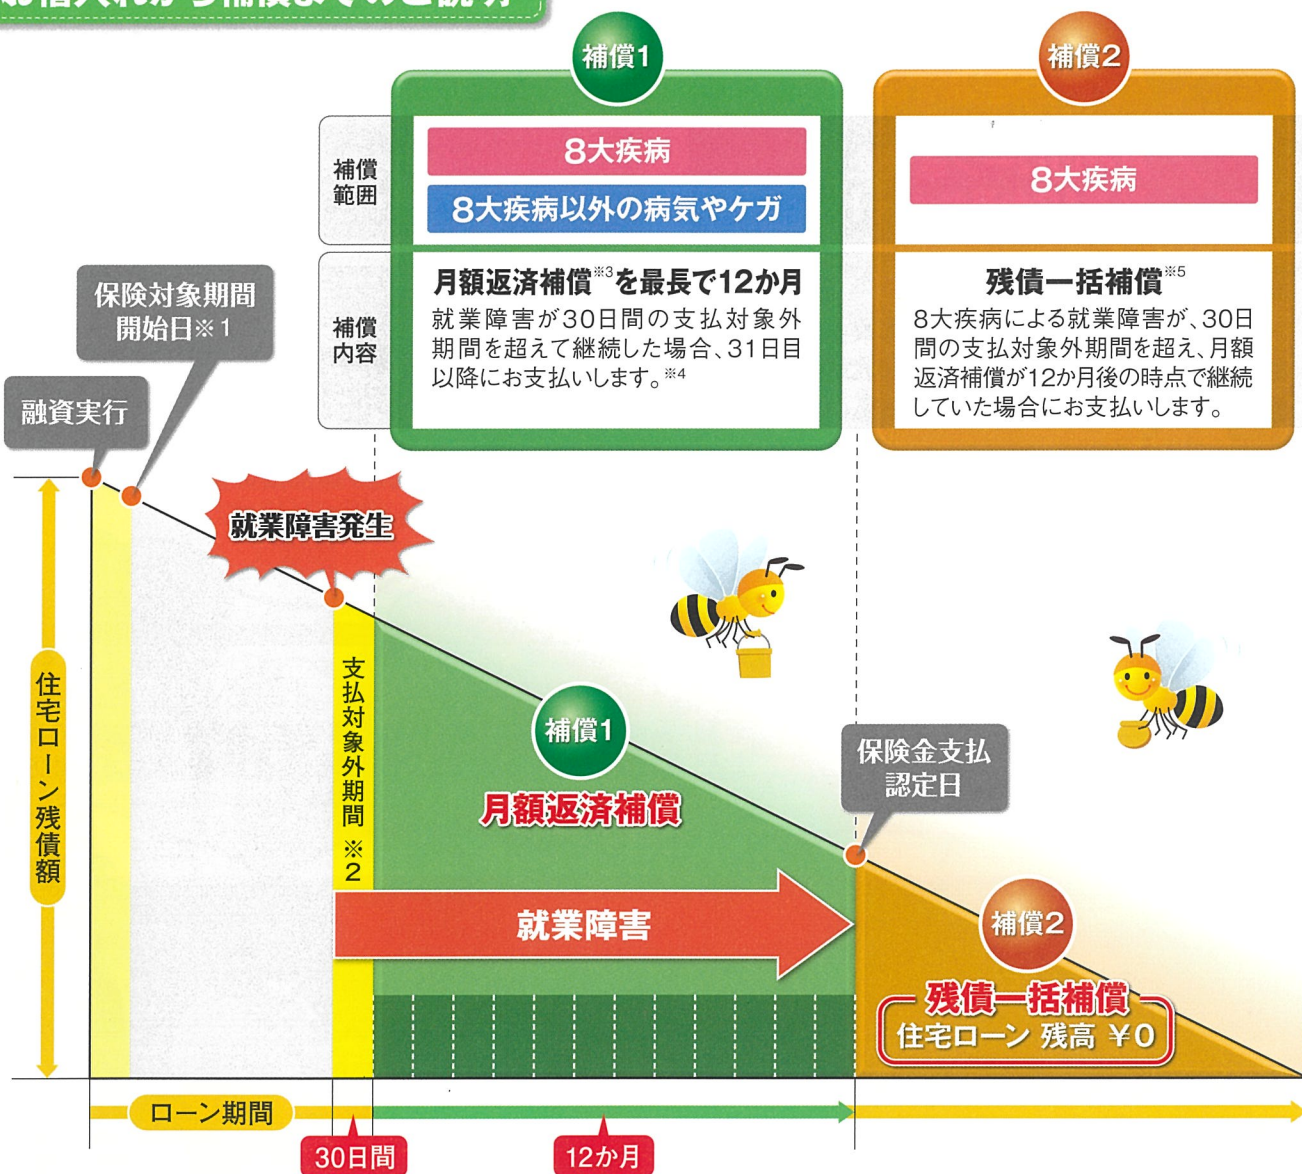 補償1
補償2
補償
範囲
8大疾病
8大疾病以外の病気やケガ
8大疾病
補償
内容
月額返済補償※3を最長で12か月
就業障害が30日間の支払対象外
期間を超えて継続した場合、31日目
以降にお支払いします。※4
残債一括補償※5
8大疾病による就業障害が、30日
間の支払対象外期間を超え、月額
返済補償が12か月後の時点で継続
していた場合にお支払いします。
保険対象期間
開始日※1
融資実行
就業障害発生
住宅ローン残債額
支払対象外期間※2
補償1
月額返済補償
保険金支払
認定日
就業障害
補償2
残債一括補償
住宅ローン 残高 ¥0
ローン期間
30日間
12か月